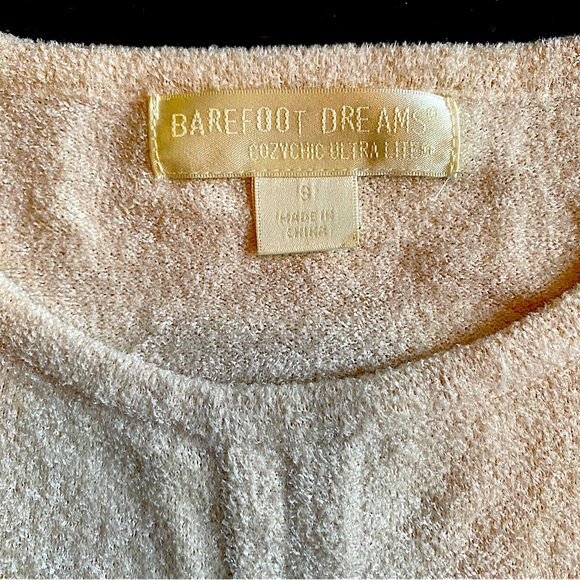 BAREFOOT DREAMS®
COZYCHIC ULTRA LITE
S
MADE IN
CHINA